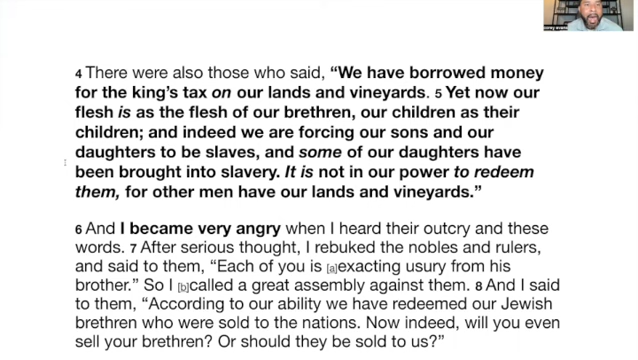 4 There were also those who said, “We have borrowed money
for the king’s tax on our lands and vineyards. 5 Yet now our
flesh is as the flesh of our brethren, our children as their
children; and indeed we are forcing our sons and our
daughters to be slaves, and some of our daughters have
been brought into slavery. It is not in our power to redeem
them, for other men have our lands and vineyards.”
6 And I became very angry when I heard their outcry and these
words. 7 After serious thought, I rebuked the nobles and rulers,
and said to them, “Each of you is [a]exacting usury from his
brother.” So I [b]called a great assembly against them. 8 And I said
to them, “According to our ability we have redeemed our Jewish
brethren who were sold to the nations. Now indeed, will you even
sell your brethren? Or should they be sold to us?”